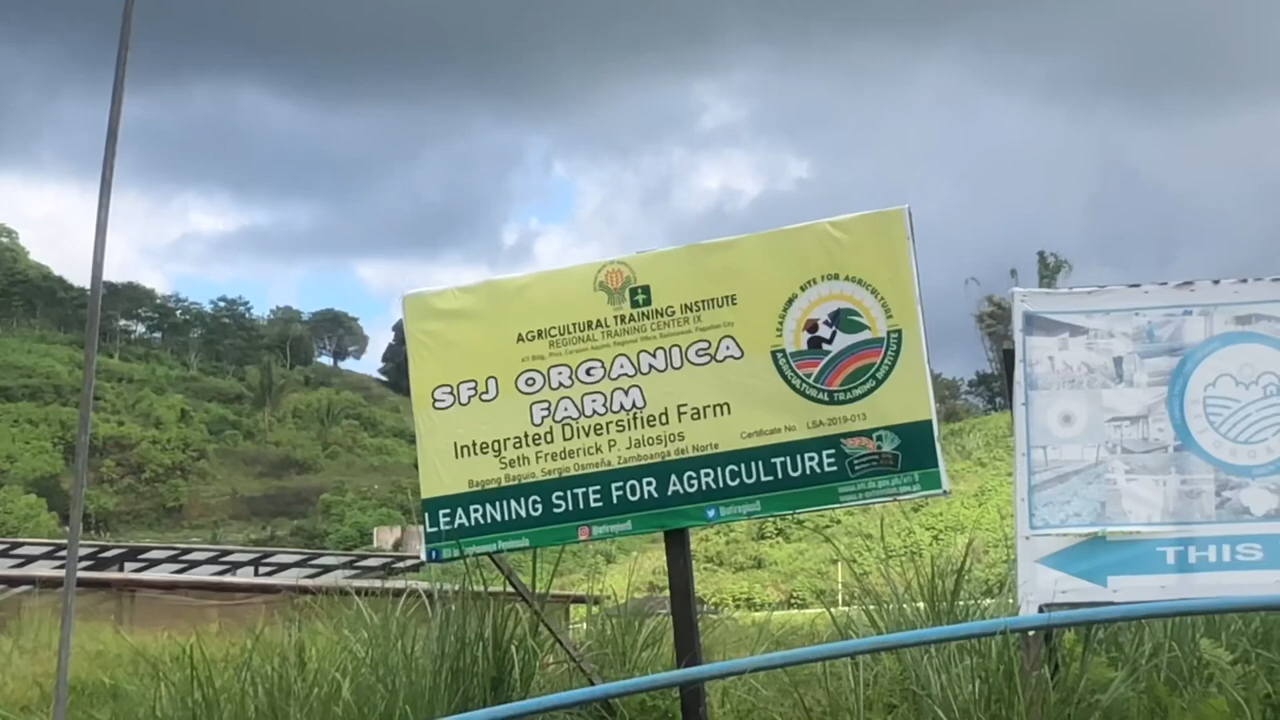 AGRICULTURAL TRAINING INSTITUTE
REGIONAL TRAINING CENTER IX
SFJ ORGANICA
FARM
Integrated Diversified Farm
Seth Frederick P. Jalosjos
Bagong Baguio, Sergio Osmeña, Zamboanga del Norte
LEARNING SITE FOR AGRICULTURE
AGRICULTURAL TRAINING INSTITUTE
Certificate No. LSA-2019-013
LEARNING SITE FOR AGRICULTURE
THIS